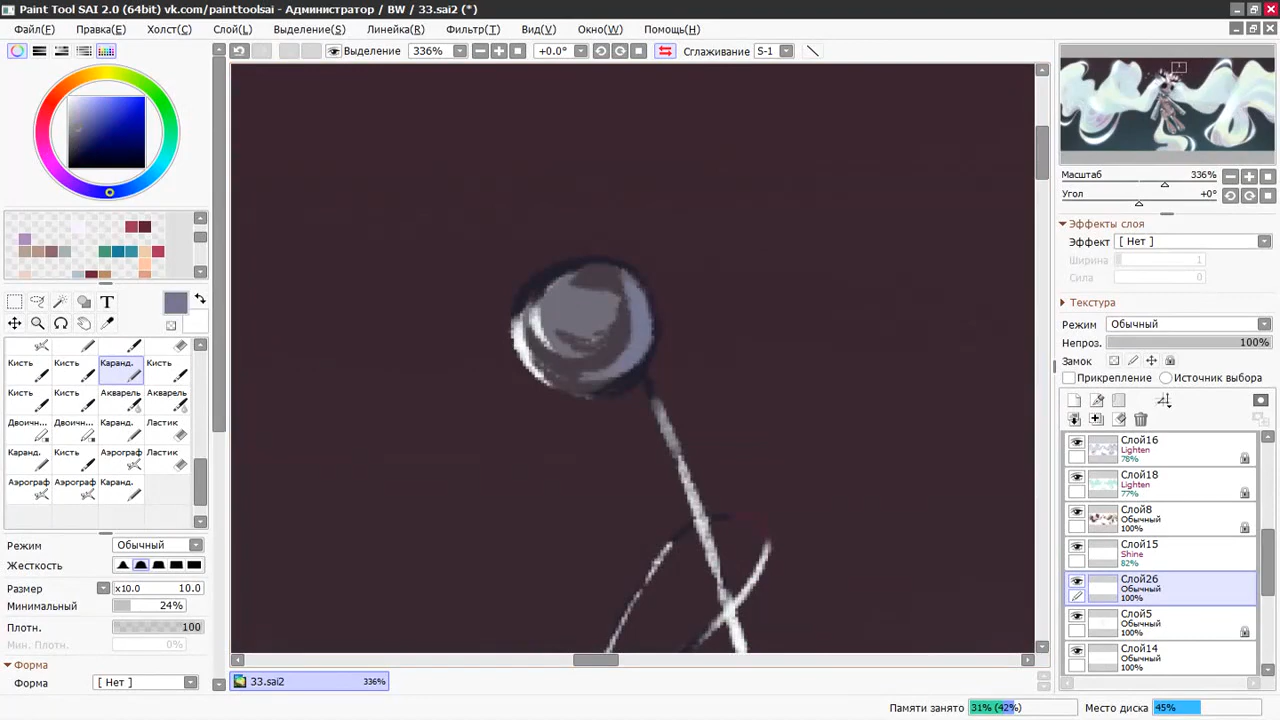 Paint Tool SAI 2.0 (64bit) vk.com/painttoolsai - Администратор / BW / 33.sai2 (*)
Файл(F) Правка(E) Холст(C) Слой(L) Выделение(S) Линейка(R) Фильтр(T) Вид(V) Окно(W) Помощь(H)
Выделение 336% +0.0° Сглаживание S-1
Масштаб 336%
Угол +0°
Эффекты слоя
Эффект [ Нет ]
Ширина 1
Сила 0
Текстура
Режим Обычный
Непроз. 100%
Замок
Прикрепление Источник выбора
T
Кисть Кисть Каранд. Кисть
Кисть Кисть Акварель Акварель
Двоичн... Двоичн... Каранд. Ластик
Каранд. Кисть Аэрограф Ластик
Аэрограф Аэрограф Каранд.
Режим Обычный
Жесткость
Размер x10.0 10.0
Минимальный 24%
Плотн. 100
Мин. Плотн. 0%
Форма
Форма [ Нет ]
Слой16
Lighten
78%
Слой18
Lighten
77%
Слой8
Обычный
100%
Слой15
Shine
82%
Слой26
Обычный
100%
Слой5
Обычный
100%
Слой14
Обычный
100%
33.sai2 336%
Памяти занято 31% (42%) Место диска 45%